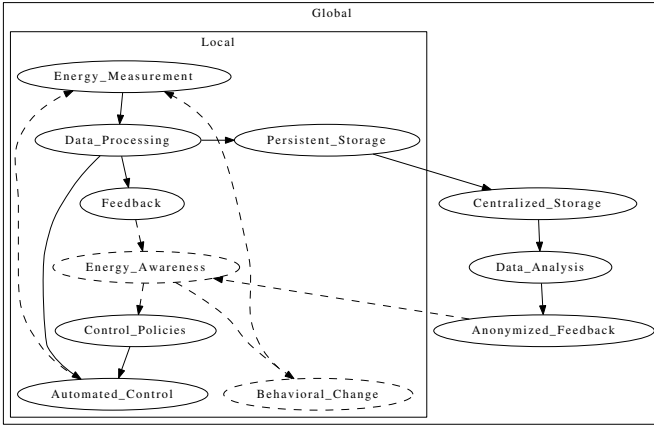 Global
Local
Energy_Measurement
Data_Processing
Persistent_Storage
Feedback
Centralized_Storage
Energy_Awareness
Data_Analysis
Control_Policies
Anonymized_Feedback
Automated_Control
Behavioral_Change